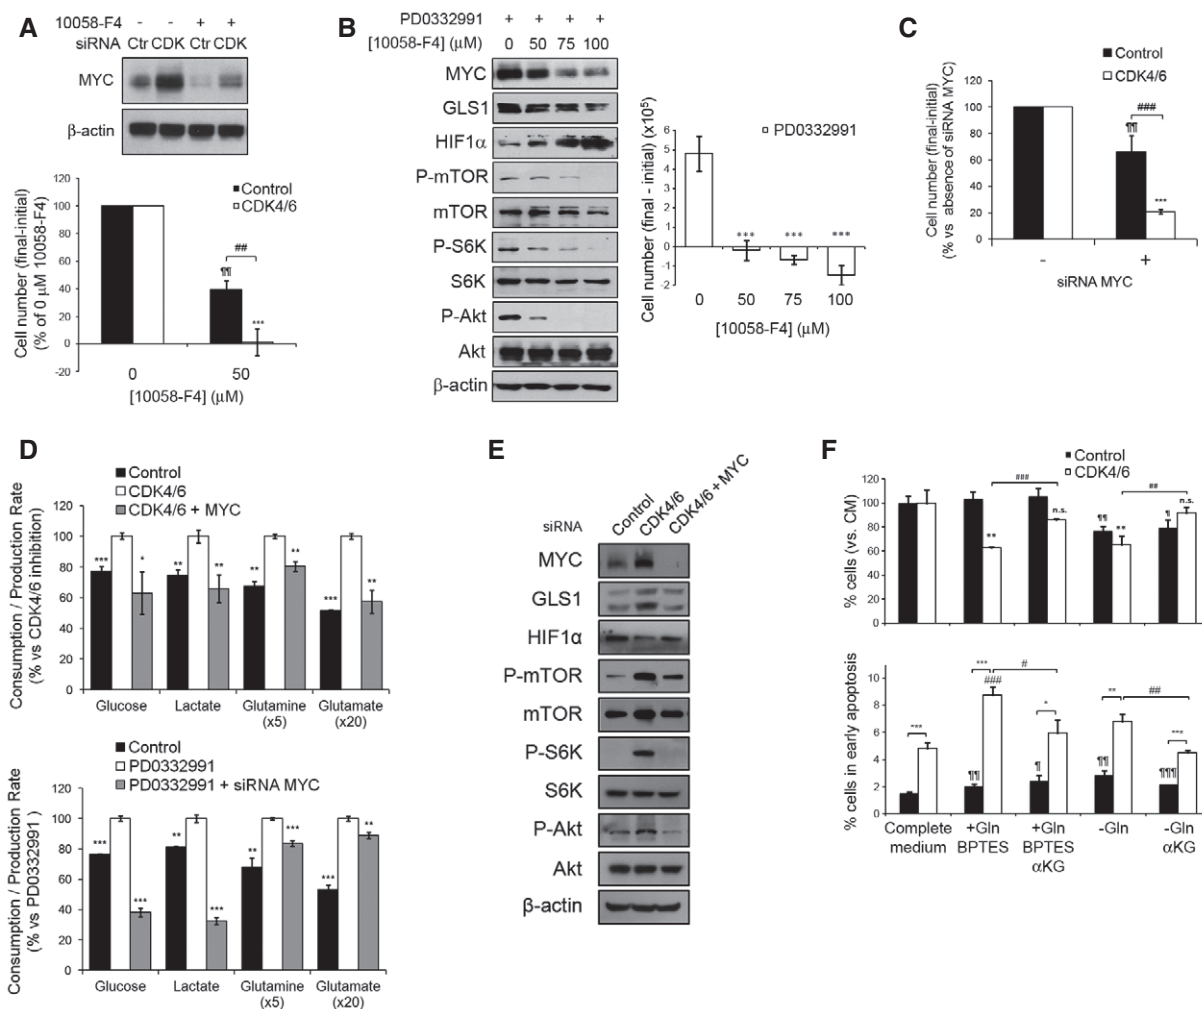 A
10058-F4 - - + +
siRNA Ctr CDK Ctr CDK
MYC
β-actin
Cell number (final-initial)
(% of 0 μM 10058-F4)
120
100
80
60
40
20
0
-20
Control
CDK4/6
##
¶¶
***
0 50
[10058-F4] (μM)
B
PD0332991 + + + +
[10058-F4] (μM) 0 50 75 100
MYC
GLS1
HIF1α
P-mTOR
mTOR
P-S6K
S6K
P-Akt
Akt
β-actin
Cell number (final - initial) (x10⁵)
6
5
4
3
2
1
0
-1
-2
PD0332991
*** *** ***
0 50 75 100
[10058-F4] (μM)
C
Control
CDK4/6
Cell number (final-initial)
(% vs absence of siRNA MYC)
120
100
80
60
40
20
0
###
¶¶
***
- +
siRNA MYC
D
Control
CDK4/6
CDK4/6 + MYC
Consumption / Production Rate
(% vs CDK4/6 inhibition)
120
100
80
60
40
20
0
*** * ** ** ** ** *** **
Glucose Lactate Glutamine Glutamate
(x5) (x20)
Control
PD0332991
PD0332991 + siRNA MYC
Consumption / Production Rate
(% vs PD0332991 )
120
100
80
60
40
20
0
*** *** ** *** ** *** *** **
Glucose Lactate Glutamine Glutamate
(x5) (x20)
E
siRNA Control CDK4/6 CDK4/6 + MYC
MYC
GLS1
HIF1α
P-mTOR
mTOR
P-S6K
S6K
P-Akt
Akt
β-actin
F
Control
CDK4/6
% cells (vs. CM)
120
100
80
60
40
20
0
### ##
** n.s. ¶¶ ** ¶ n.s.
% cells in early apoptosis
10
8
6
4
2
0
*** # ** ##
*** ### * ***
¶¶ ¶ ¶¶ ¶¶¶
Complete +Gln +Gln -Gln -Gln
medium BPTES BPTES αKG
αKG